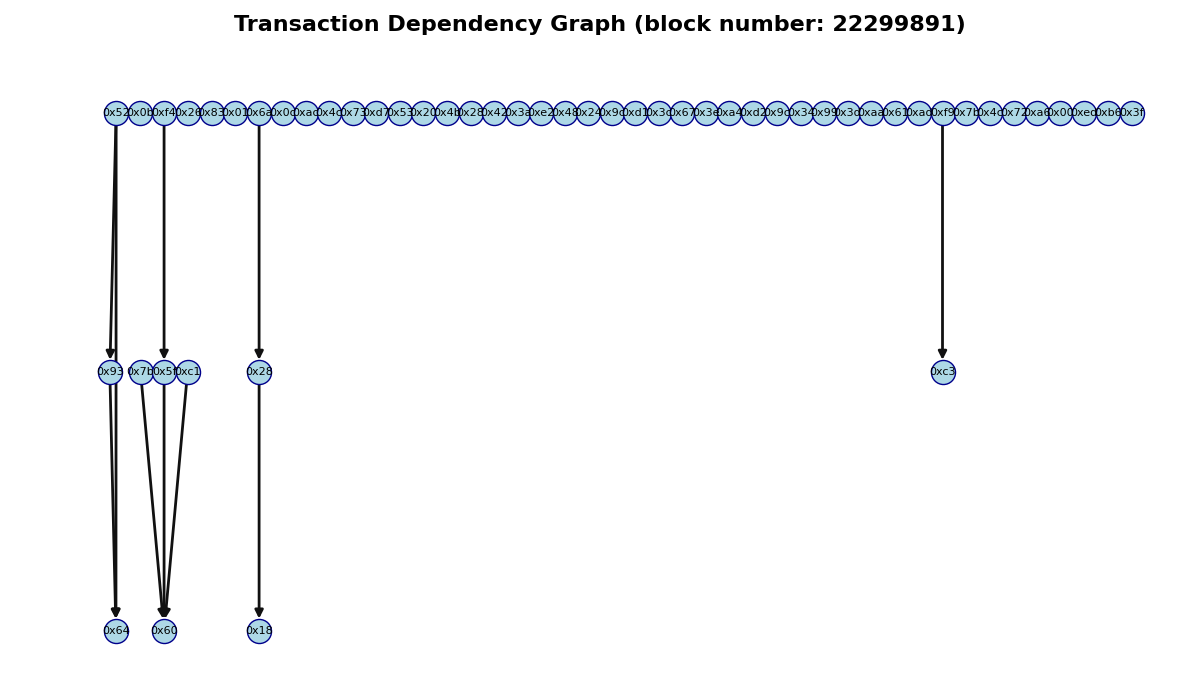 Transaction Dependency Graph (block number: 22299891)
0x52 0x0b 0xf4 0x26 0x83 0x01 0x6a 0x0c 0xac 0x4c 0x73 0xd7 0x53 0x20 0x4b 0x28 0x42 0x3a 0xe2 0x48 0x24 0x9c 0xd1 0x3c 0x67 0x3e 0xa4 0xd2 0x9c 0x34 0x99 0x3c 0xaa 0x61 0xad 0xf9 0x7b 0x4c 0x72 0xa6 0x00 0xed 0xb6 0x3f
0x93 0x7b 0x5f 0xc1 0x28 0xc3
0x64 0x60 0x18